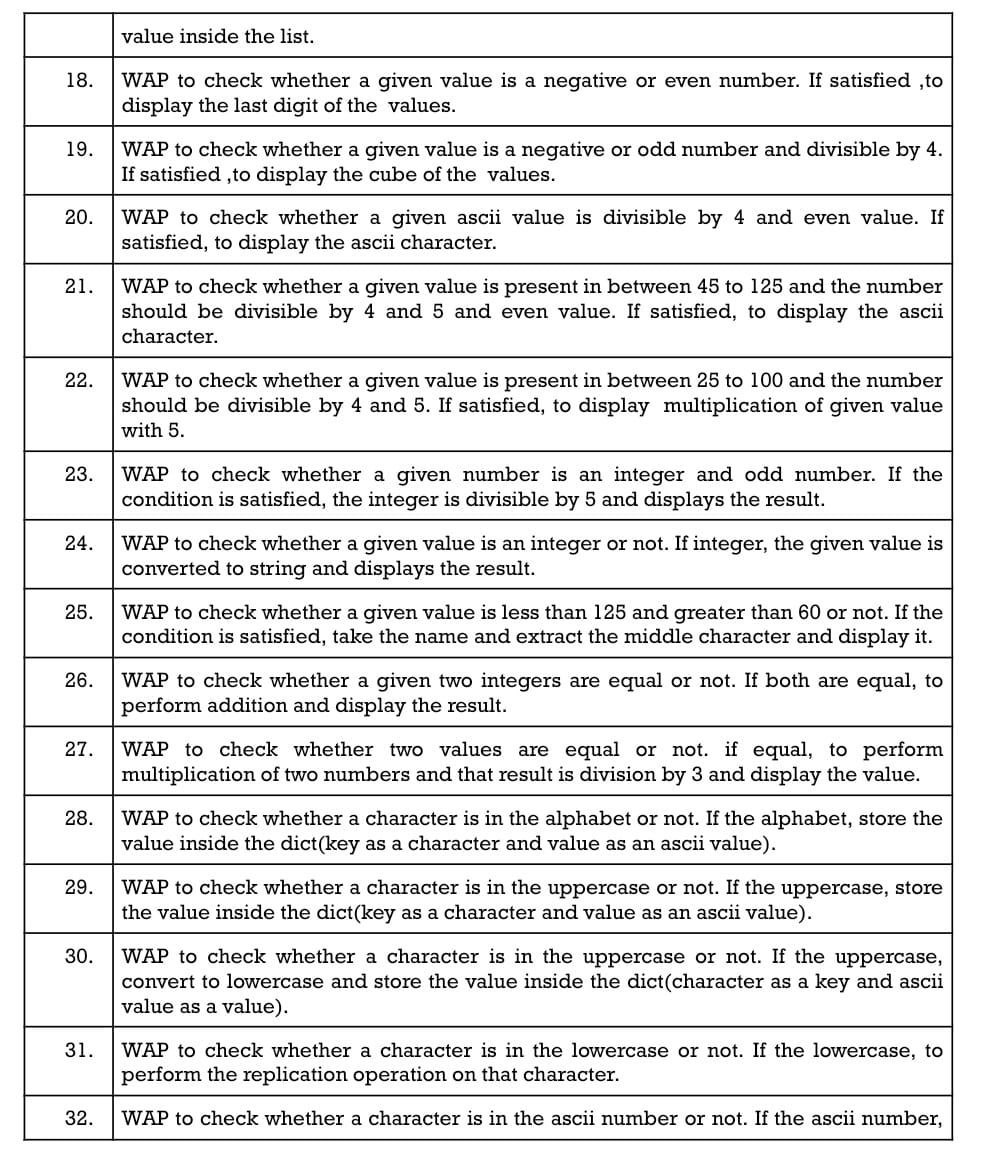 value inside the list.
18. WAP to check whether a given value is a negative or even number. If satisfied ,to
display the last digit of the values.
19. WAP to check whether a given value is a negative or odd number and divisible by 4.
If satisfied ,to display the cube of the values.
20. WAP to check whether a given ascii value is divisible by 4 and even value. If
satisfied, to display the ascii character.
21. WAP to check whether a given value is present in between 45 to 125 and the number
should be divisible by 4 and 5 and even value. If satisfied, to display the ascii
character.
22. WAP to check whether a given value is present in between 25 to 100 and the number
should be divisible by 4 and 5. If satisfied, to display multiplication of given value
with 5.
23. WAP to check whether a given number is an integer and odd number. If the
condition is satisfied, the integer is divisible by 5 and displays the result.
24. WAP to check whether a given value is an integer or not. If integer, the given value is
converted to string and displays the result.
25. WAP to check whether a given value is less than 125 and greater than 60 or not. If the
condition is satisfied, take the name and extract the middle character and display it.
26. WAP to check whether a given two integers are equal or not. If both are equal, to
perform addition and display the result.
27. WAP to check whether two values are equal or not. if equal, to perform
multiplication of two numbers and that result is division by 3 and display the value.
28. WAP to check whether a character is in the alphabet or not. If the alphabet, store the
value inside the dict(key as a character and value as an ascii value).
29. WAP to check whether a character is in the uppercase or not. If the uppercase, store
the value inside the dict(key as a character and value as an ascii value).
30. WAP to check whether a character is in the uppercase or not. If the uppercase,
convert to lowercase and store the value inside the dict(character as a key and ascii
value as a value).
31. WAP to check whether a character is in the lowercase or not. If the lowercase, to
perform the replication operation on that character.
32. WAP to check whether a character is in the ascii number or not. If the ascii number,